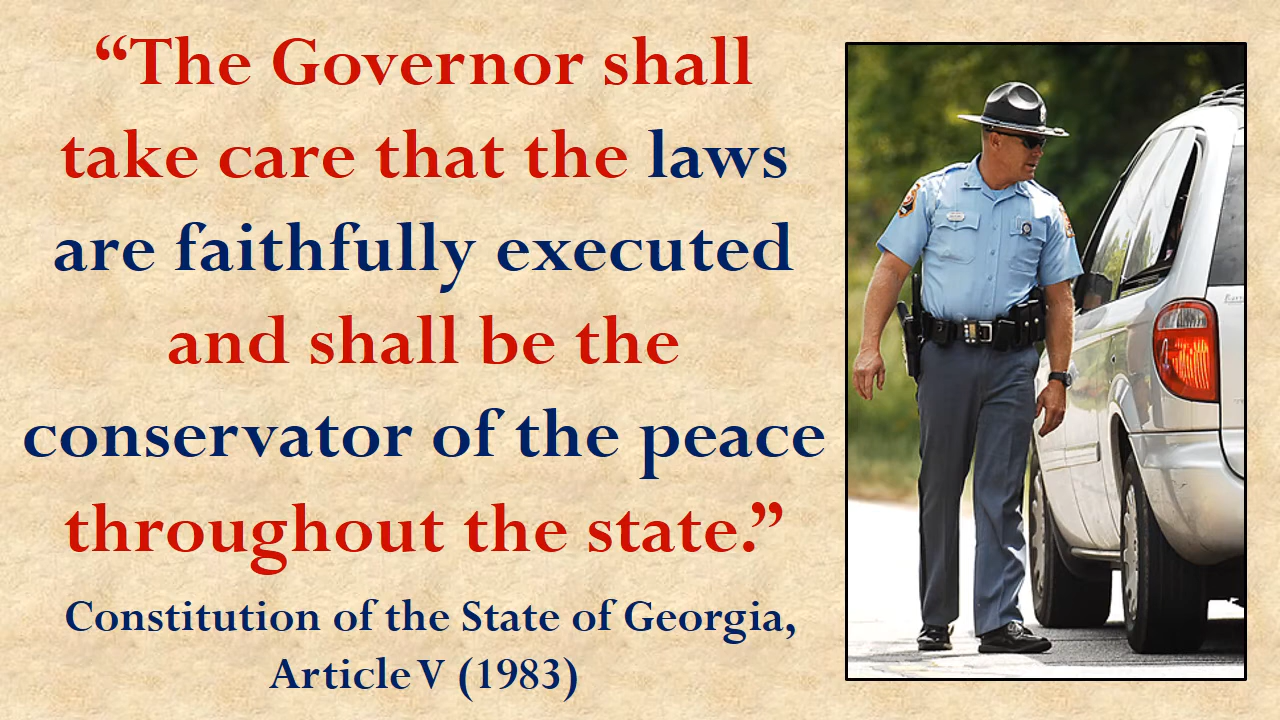 “The Governor shall
take care that the laws
are faithfully executed
and shall be the
conservator of the peace
throughout the state.”
Constitution of the State of Georgia,
Article V (1983)